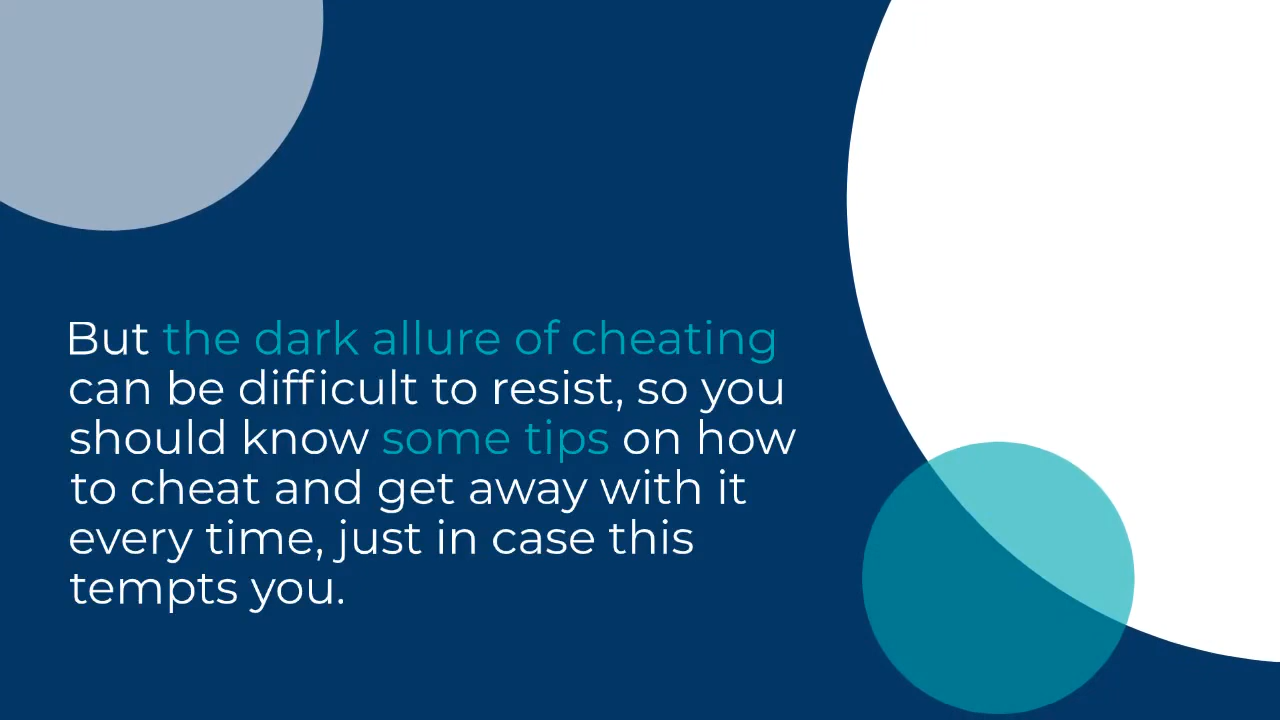 But the dark allure of cheating
can be difficult to resist, so you
should know some tips on how
to cheat and get away with it
every time, just in case this
tempts you.